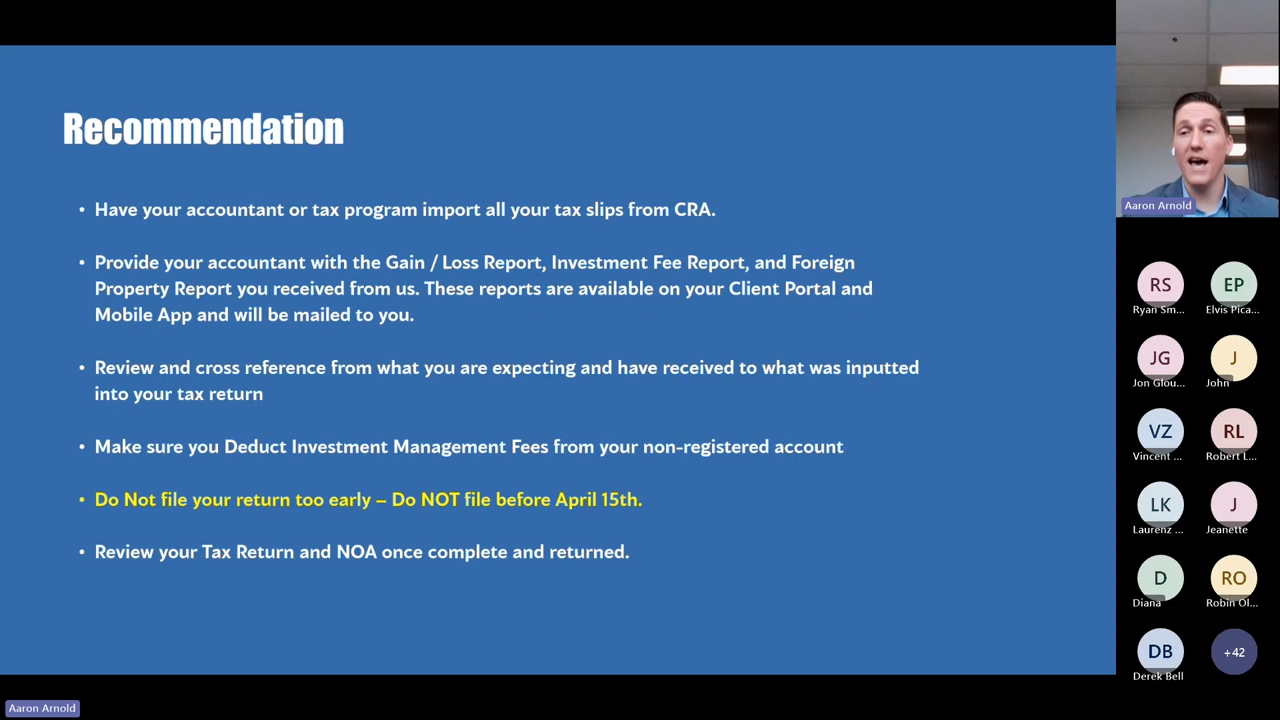 Recommendation
• Have your accountant or tax program import all your tax slips from CRA.
• Provide your accountant with the Gain / Loss Report, Investment Fee Report, and Foreign
Property Report you received from us. These reports are available on your Client Portal and
Mobile App and will be mailed to you.
• Review and cross reference from what you are expecting and have received to what was inputted
into your tax return
• Make sure you Deduct Investment Management Fees from your non-registered account
• Do Not file your return too early – Do NOT file before April 15th.
• Review your Tax Return and NOA once complete and returned.
Aaron Arnold
RS
EP
Ryan Sm...
Elvis Pica...
JG
J
Jon Glou...
John
VZ
RL
Vincent ...
Robert L...
LK
J
Laurenz ...
Jeanette
D
RO
Diana
Robin Ol...
DB
+42
Derek Bell
Aaron Arnold